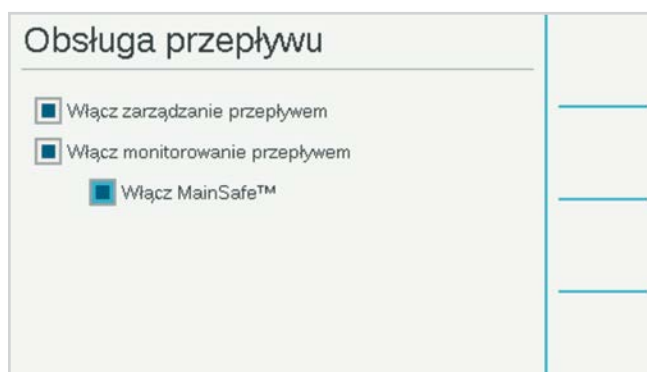 Obsługa przepływu
Włącz zarządzanie przepływem
Włącz monitorowanie przepływem
Włącz MainSafe™